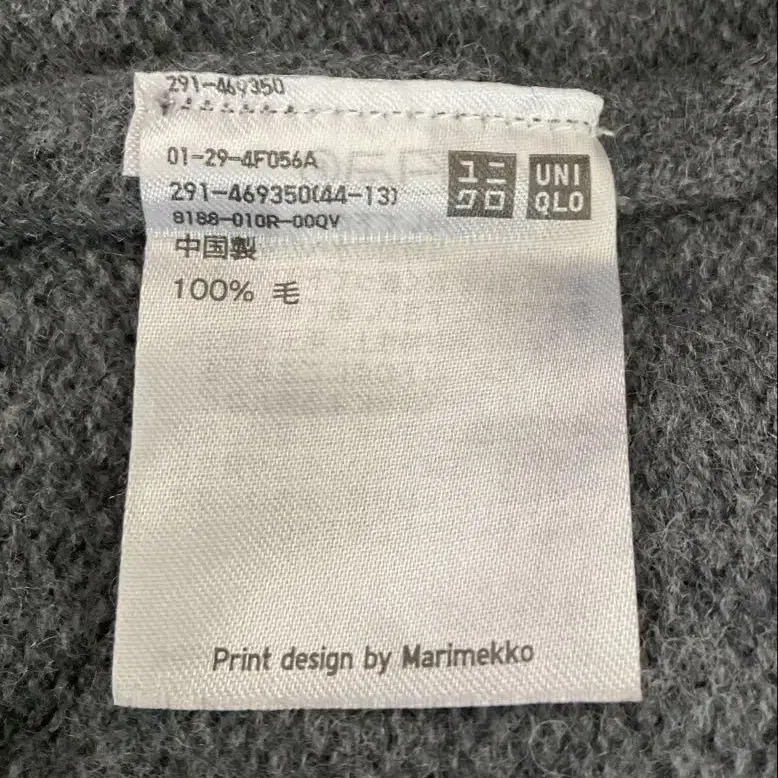 291-469350
01-29-4F056A
291-469350(44-13)
8188-010R-00QV
ユニ
クロ
UNI
QLO
中国製
100% 毛
Print design by Marimekko